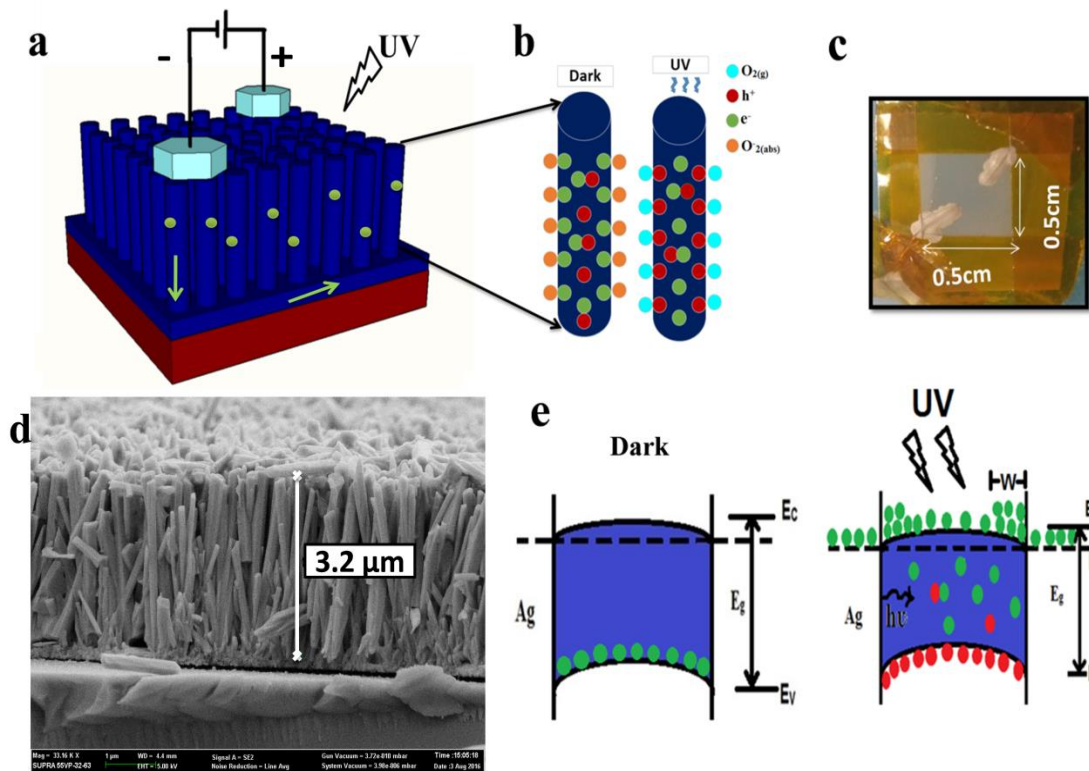 a
-
+
UV
b
Dark
UV
O2(g)
h+
e-
O-2(abs)
c
0.5cm
0.5cm
d
3.2 µm
Mag = 33.16 K X
1 µm
WD = 4.4 mm
EHT = 5.00 kV
Signal A = SE2
Noise Reduction = Line Avg
Gun Vacuum = 3.72e-010 mbar
System Vacuum = 3.98e-006 mbar
Time :15:05:18
Date :3 Aug 2016
SUPRA 55VP-32-63
e
Dark
Ec
Ag
Eg
Ev
UV
W
E
Ag
hυ
Eg